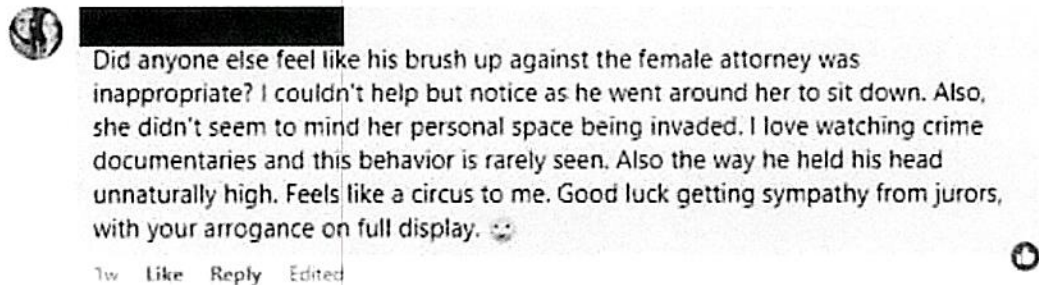 Did anyone else feel like his brush up against the female attorney was
inappropriate? I couldn't help but notice as he went around her to sit down. Also,
she didn't seem to mind her personal space being invaded. I love watching crime
documentaries and this behavior is rarely seen. Also the way he held his head
unnaturally high. Feels like a circus to me. Good luck getting sympathy from jurors,
with your arrogance on full display.
1w Like Reply Edited